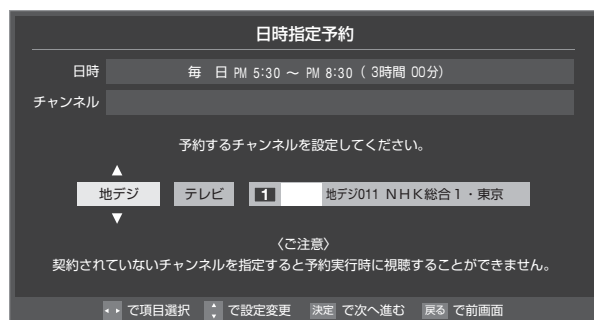 日時指定予約
日時 毎 日 PM 5:30 ～ PM 8:30 ( 3時間 00分)
チャンネル
予約するチャンネルを設定してください。
▲
地デジ テレビ 1 地デジ011 NHK総合1・東京
▼
〈ご注意〉
契約されていないチャンネルを指定すると予約実行時に視聴することができません。
で項目選択 で設定変更 決定 で次へ進む 戻る で前画面